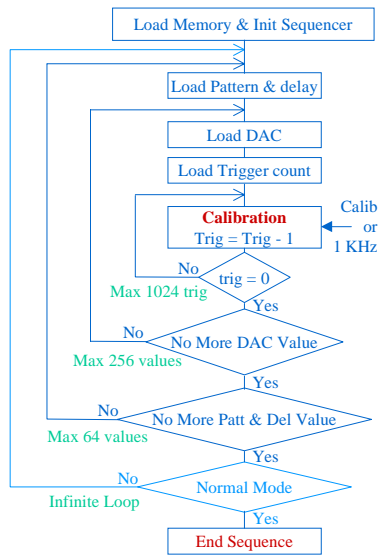 Load Memory & Init Sequencer
Load Pattern & delay
Load DAC
Load Trigger count
Calibration
Trig = Trig - 1
Calib
or
1 KHz
No
trig = 0
Max 1024 trig
Yes
No
No More DAC Value
Max 256 values
Yes
No
No More Patt & Del Value
Max 64 values
Yes
No
Normal Mode
Infinite Loop
Yes
End Sequence